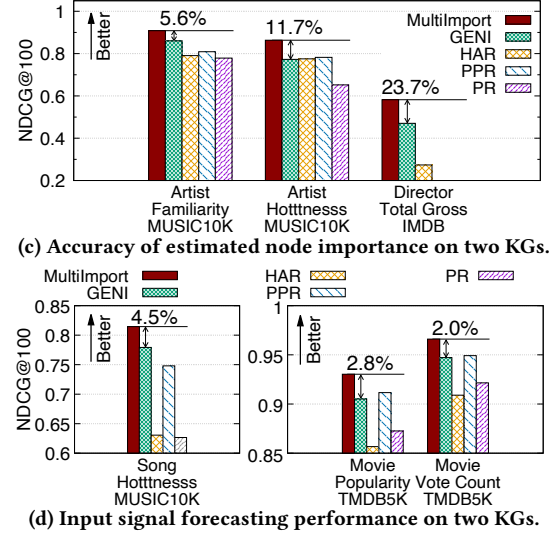 1
0.8
0.6
0.4
0.2
NDCG@100
Better
5.6%
11.7%
23.7%
MultiImport
GENI
HAR
PPR
PR
Artist
Familiarity
MUSIC10K
Artist
Hotttnesss
MUSIC10K
Director
Total Gross
IMDB
(c) Accuracy of estimated node importance on two KGs.
MultiImport
GENI
HAR
PPR
PR
0.85
0.8
0.75
0.7
0.65
0.6
NDCG@100
Better
4.5%
Song
Hotttnesss
MUSIC10K
0.95
0.9
0.85
Better
2.8%
2.0%
Movie
Popularity
TMDB5K
Movie
Vote Count
TMDB5K
(d) Input signal forecasting performance on two KGs.